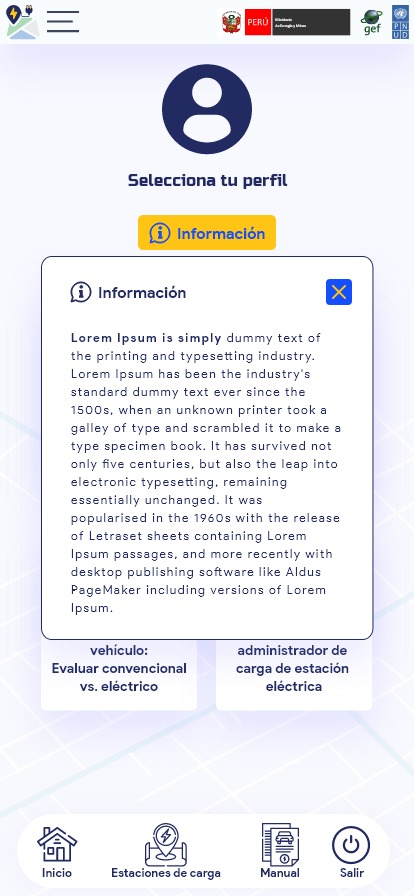 PERÚ
Ministerio
de Energía y Minas
gef
P N
U D
Selecciona tu perfil
Información
Información
Lorem Ipsum is simply dummy text of
the printing and typesetting industry.
Lorem Ipsum has been the industry's
standard dummy text ever since the
1500s, when an unknown printer took a
galley of type and scrambled it to make a
type specimen book. It has survived not
only five centuries, but also the leap into
electronic typesetting, remaining
essentially unchanged. It was
popularised in the 1960s with the release
of Letraset sheets containing Lorem
Ipsum passages, and more recently with
desktop publishing software like Aldus
PageMaker including versions of Lorem
Ipsum.
vehículo:
Evaluar convencional
vs. eléctrico
administrador de
carga de estación
eléctrica
Inicio
Estaciones de carga
Manual
Salir